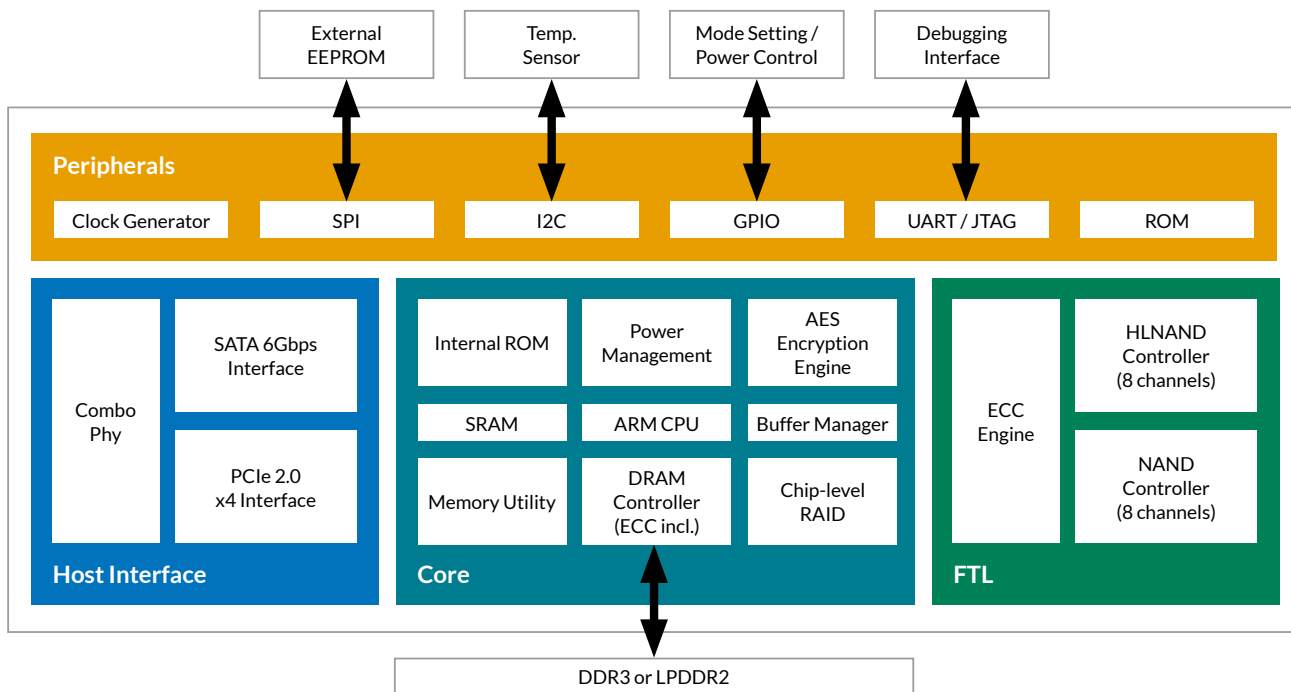 External
EEPROM
Temp.
Sensor
Mode Setting /
Power Control
Debugging
Interface
Peripherals
Clock Generator
SPI
I2C
GPIO
UART / JTAG
ROM
Combo
Phy
SATA 6Gbps
Interface
PCIe 2.0
x4 Interface
Host Interface
Internal ROM
Power
Management
AES
Encryption
Engine
SRAM
ARM CPU
Buffer Manager
Memory Utility
DRAM
Controller
(ECC incl.)
Chip-level
RAID
Core
ECC
Engine
HLNAND
Controller
(8 channels)
NAND
Controller
(8 channels)
FTL
DDR3 or LPDDR2